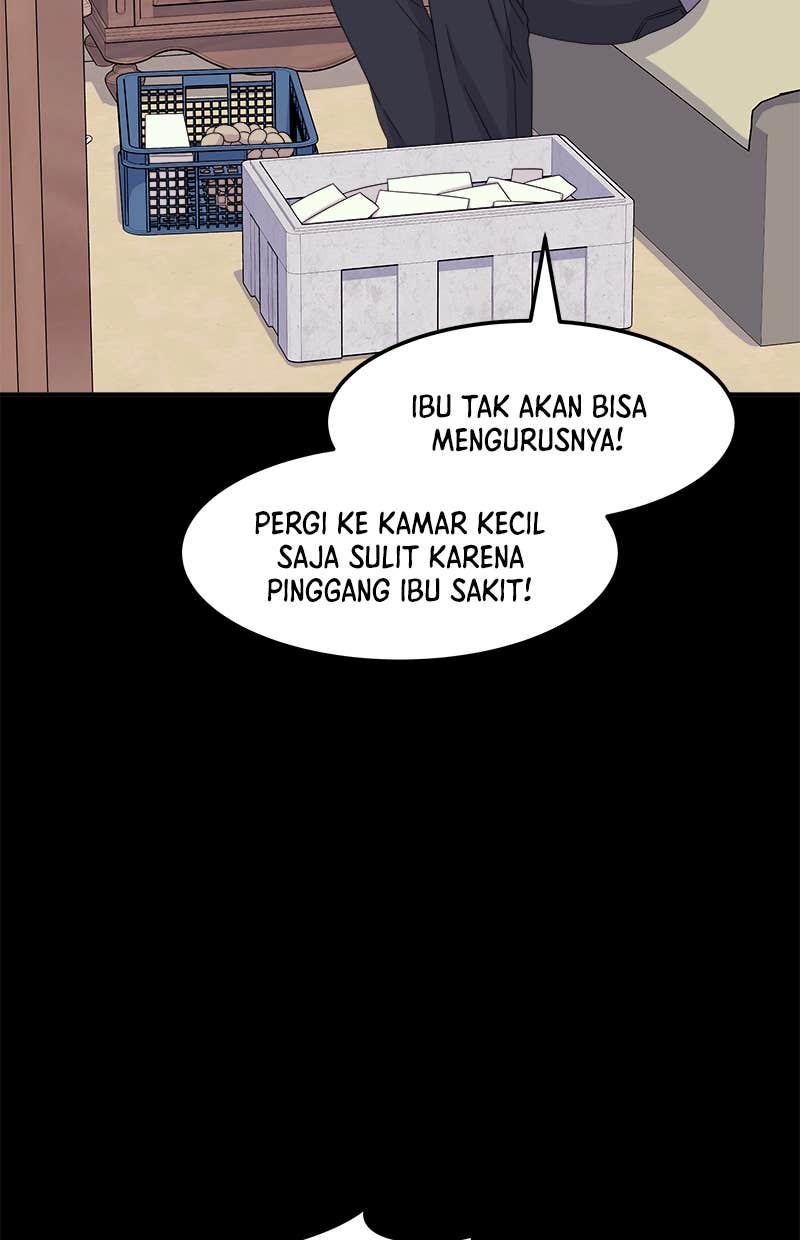 IBU TAK AKAN BISA
MENGURUSNYA!
PERGI KE KAMAR KECIL
SAJA SULIT KARENA
PINGGANG IBU SAKIT!